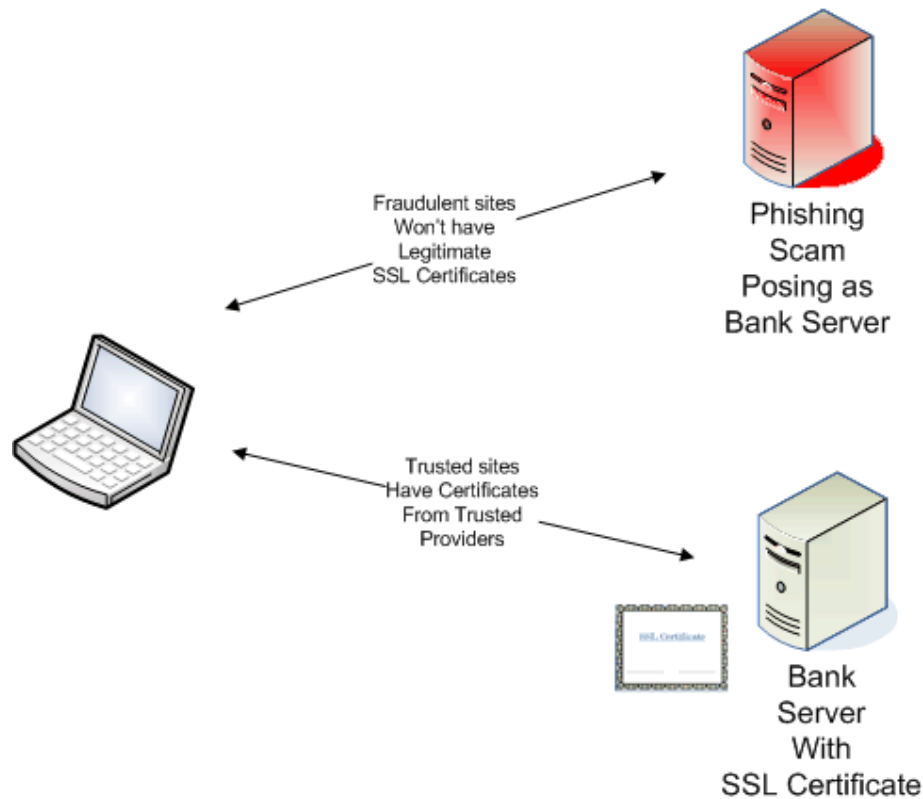 Fraudulent sites
Won't have
Legitimate
SSL Certificates
Phishing
Scam
Posing as
Bank Server
Trusted sites
Have Certificates
From Trusted
Providers
SSL Certificate
Bank
Server
With
SSL Certificate